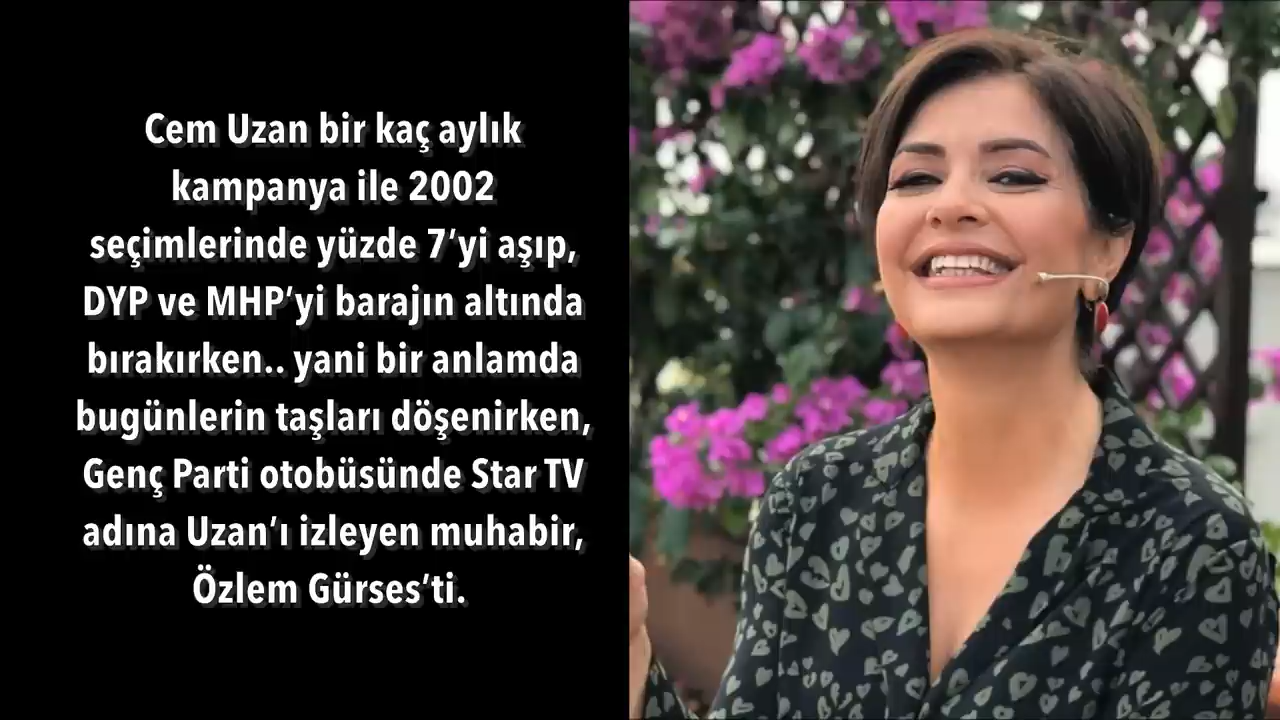 Cem Uzan bir kaç aylık
kampanya ile 2002
seçimlerinde yüzde 7’yi aşıp,
DYP ve MHP’yi barajın altında
bırakırken.. yani bir anlamda
bugünlerin taşları döşenirken,
Genç Parti otobüsünde Star TV
adına Uzan’ı izleyen muhabir,
Özlem Gürses’ti.